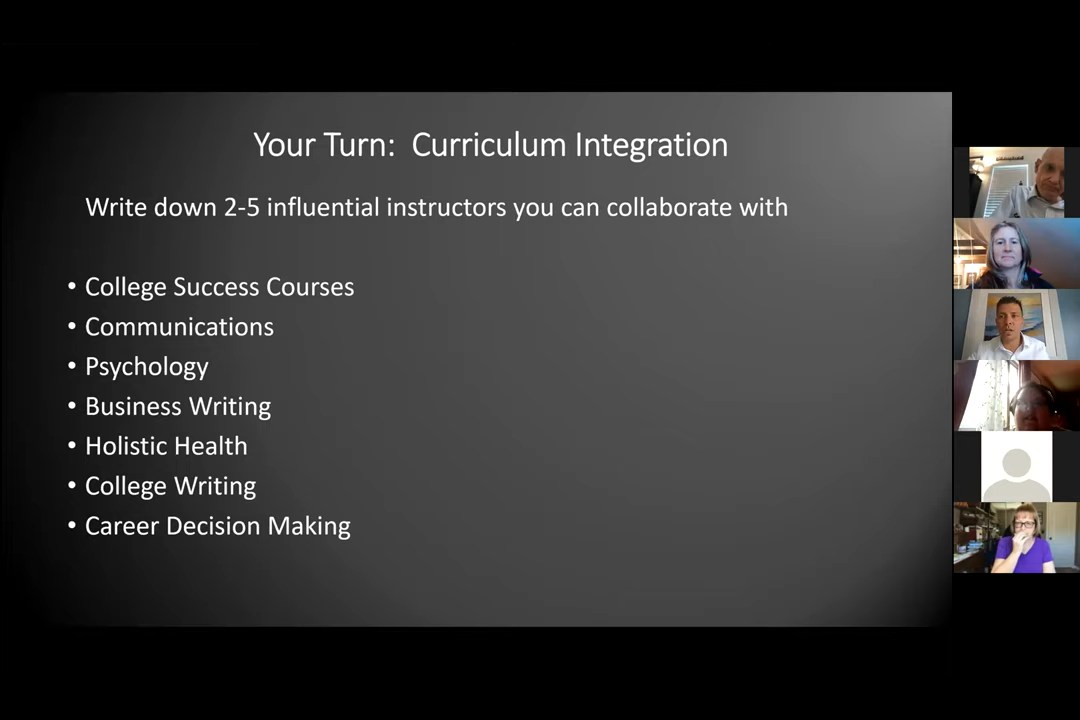 Your Turn:  Curriculum Integration
Write down 2-5 influential instructors you can collaborate with
• College Success Courses
• Communications
• Psychology
• Business Writing
• Holistic Health
• College Writing
• Career Decision Making